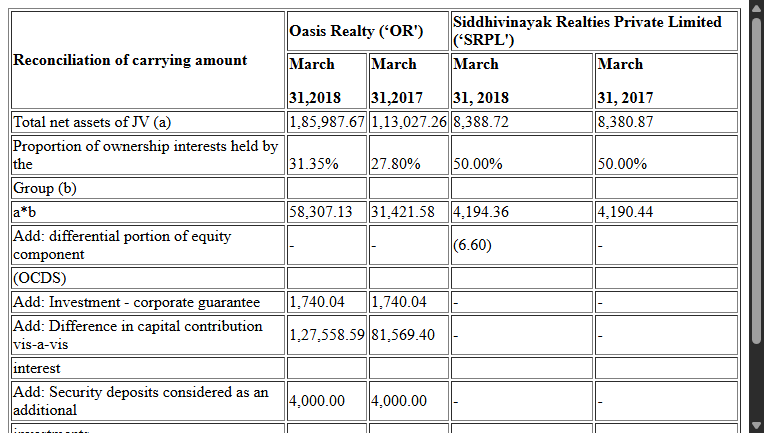 Reconciliation of carrying amount
Oasis Realty (‘OR')
Siddhivinayak Realties Private Limited
(‘SRPL')
March
31,2018
March
31,2017
March
31, 2018
March
31, 2017
Total net assets of JV (a) 1,85,987.67 1,13,027.26 8,388.72 8,380.87
Proportion of ownership interests held by
the 31.35% 27.80% 50.00% 50.00%
Group (b)
a*b 58,307.13 31,421.58 4,194.36 4,190.44
Add: differential portion of equity
component - - (6.60) -
(OCDS)
Add: Investment - corporate guarantee 1,740.04 1,740.04 - -
Add: Difference in capital contribution
vis-a-vis 1,27,558.59 81,569.40 - -
interest
Add: Security deposits considered as an
additional 4,000.00 4,000.00 - -